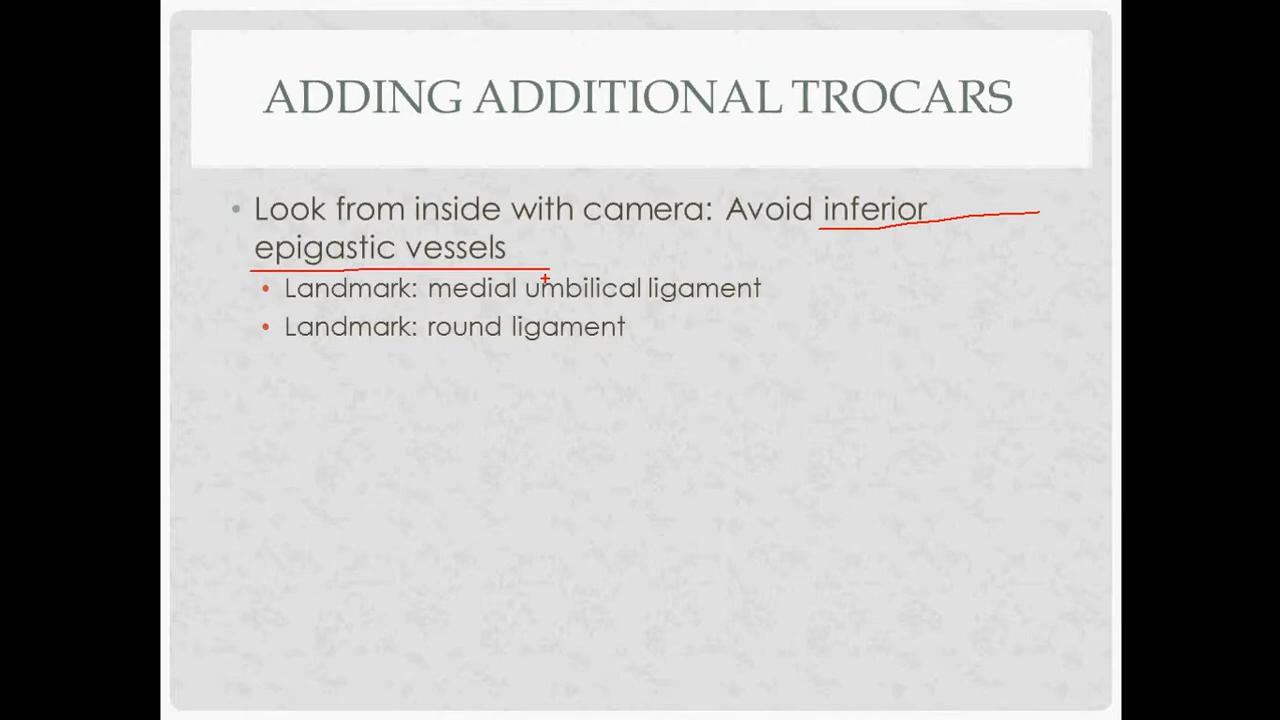 ADDING ADDITIONAL TROCARS
• Look from inside with camera: Avoid inferior
epigastic vessels
• Landmark: medial umbilical ligament
• Landmark: round ligament